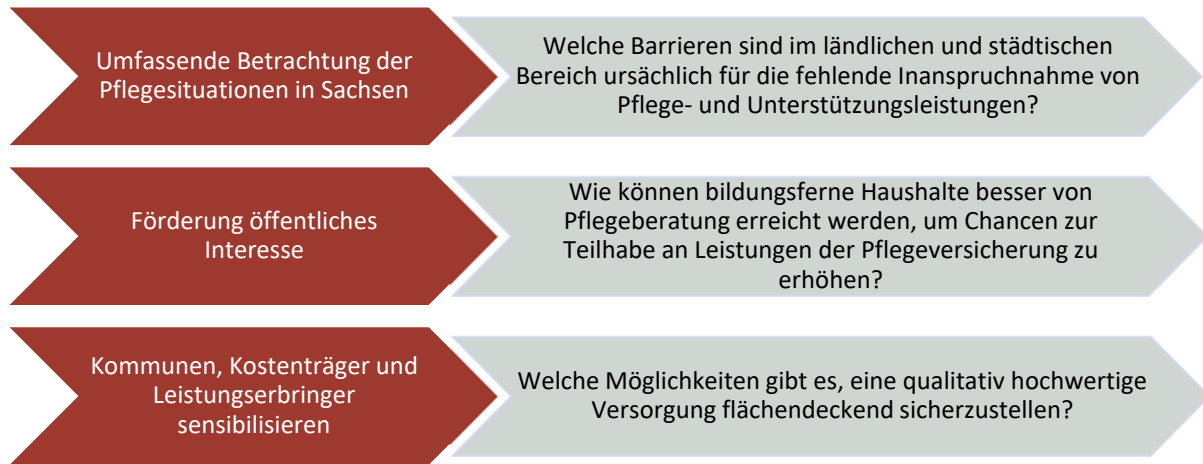 Umfassende Betrachtung der
Pflegesituationen in Sachsen
Welche Barrieren sind im ländlichen und städtischen
Bereich ursächlich für die fehlende Inanspruchnahme von
Pflege- und Unterstützungsleistungen?
Förderung öffentliches
Interesse
Wie können bildungsferne Haushalte besser von
Pflegeberatung erreicht werden, um Chancen zur
Teilhabe an Leistungen der Pflegeversicherung zu
erhöhen?
Kommunen, Kostenträger und
Leistungserbringer
sensibilisieren
Welche Möglichkeiten gibt es, eine qualitativ hochwertige
Versorgung flächendeckend sicherzustellen?